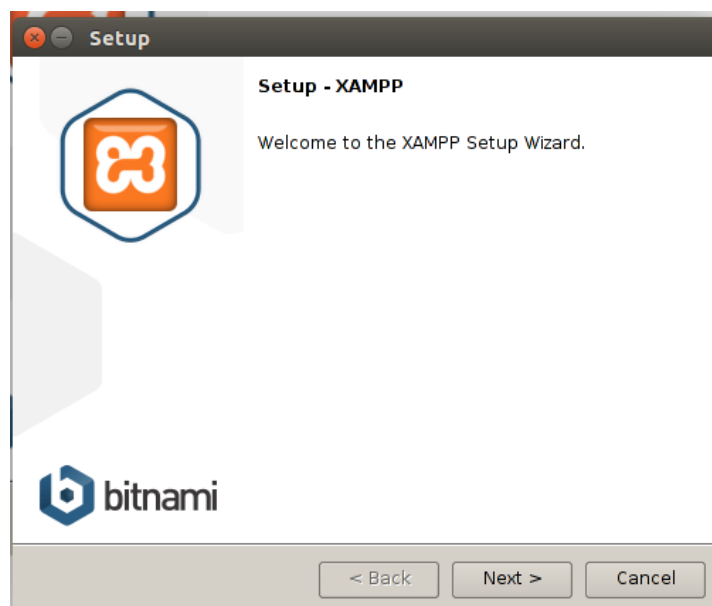 Setup
Setup - XAMPP
Welcome to the XAMPP Setup Wizard.
bitnami
< Back
Next >
Cancel